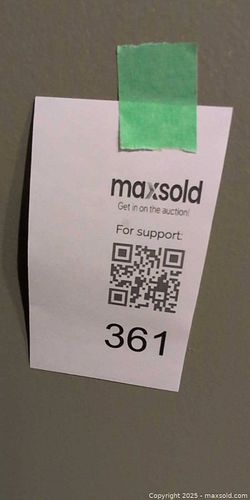 maxsold
Get in on the auction!
For support:
361
Copyright 2025 - maxsold.com